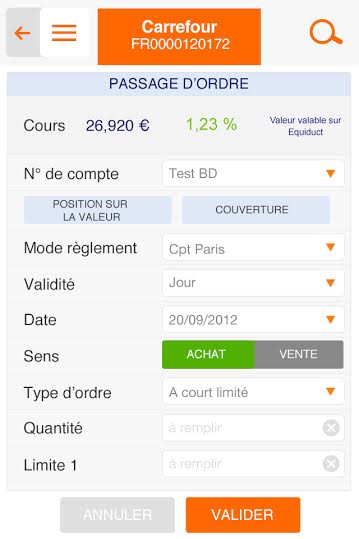 Carrefour
FR0000120172
PASSAGE D'ORDRE
Cours 26,920 € 1,23 % Valeur valable sur
Equiduct
N° de compte Test BD
POSITION SUR
LA VALEUR
COUVERTURE
Mode règlement Cpt Paris
Validité Jour
Date 20/09/2012
Sens ACHAT VENTE
Type d'ordre A court limité
Quantité à remplir
Limite 1 à remplir
ANNULER VALIDER